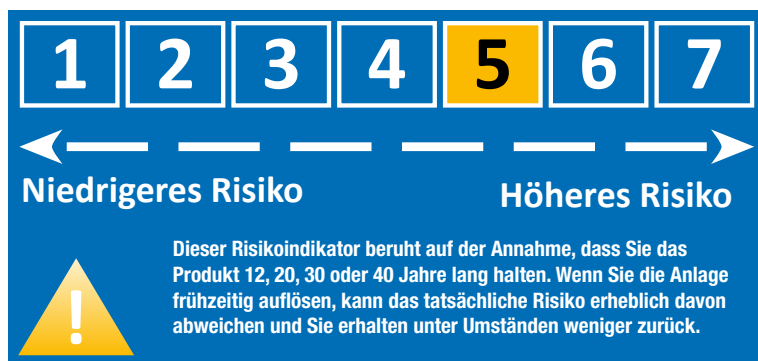 1 2 3 4 5 6 7
Niedrigeres Risiko Höheres Risiko
Dieser Risikoindikator beruht auf der Annahme, dass Sie das
Produkt 12, 20, 30 oder 40 Jahre lang halten. Wenn Sie die Anlage
frühzeitig auflösen, kann das tatsächliche Risiko erheblich davon
abweichen und Sie erhalten unter Umständen weniger zurück.
!